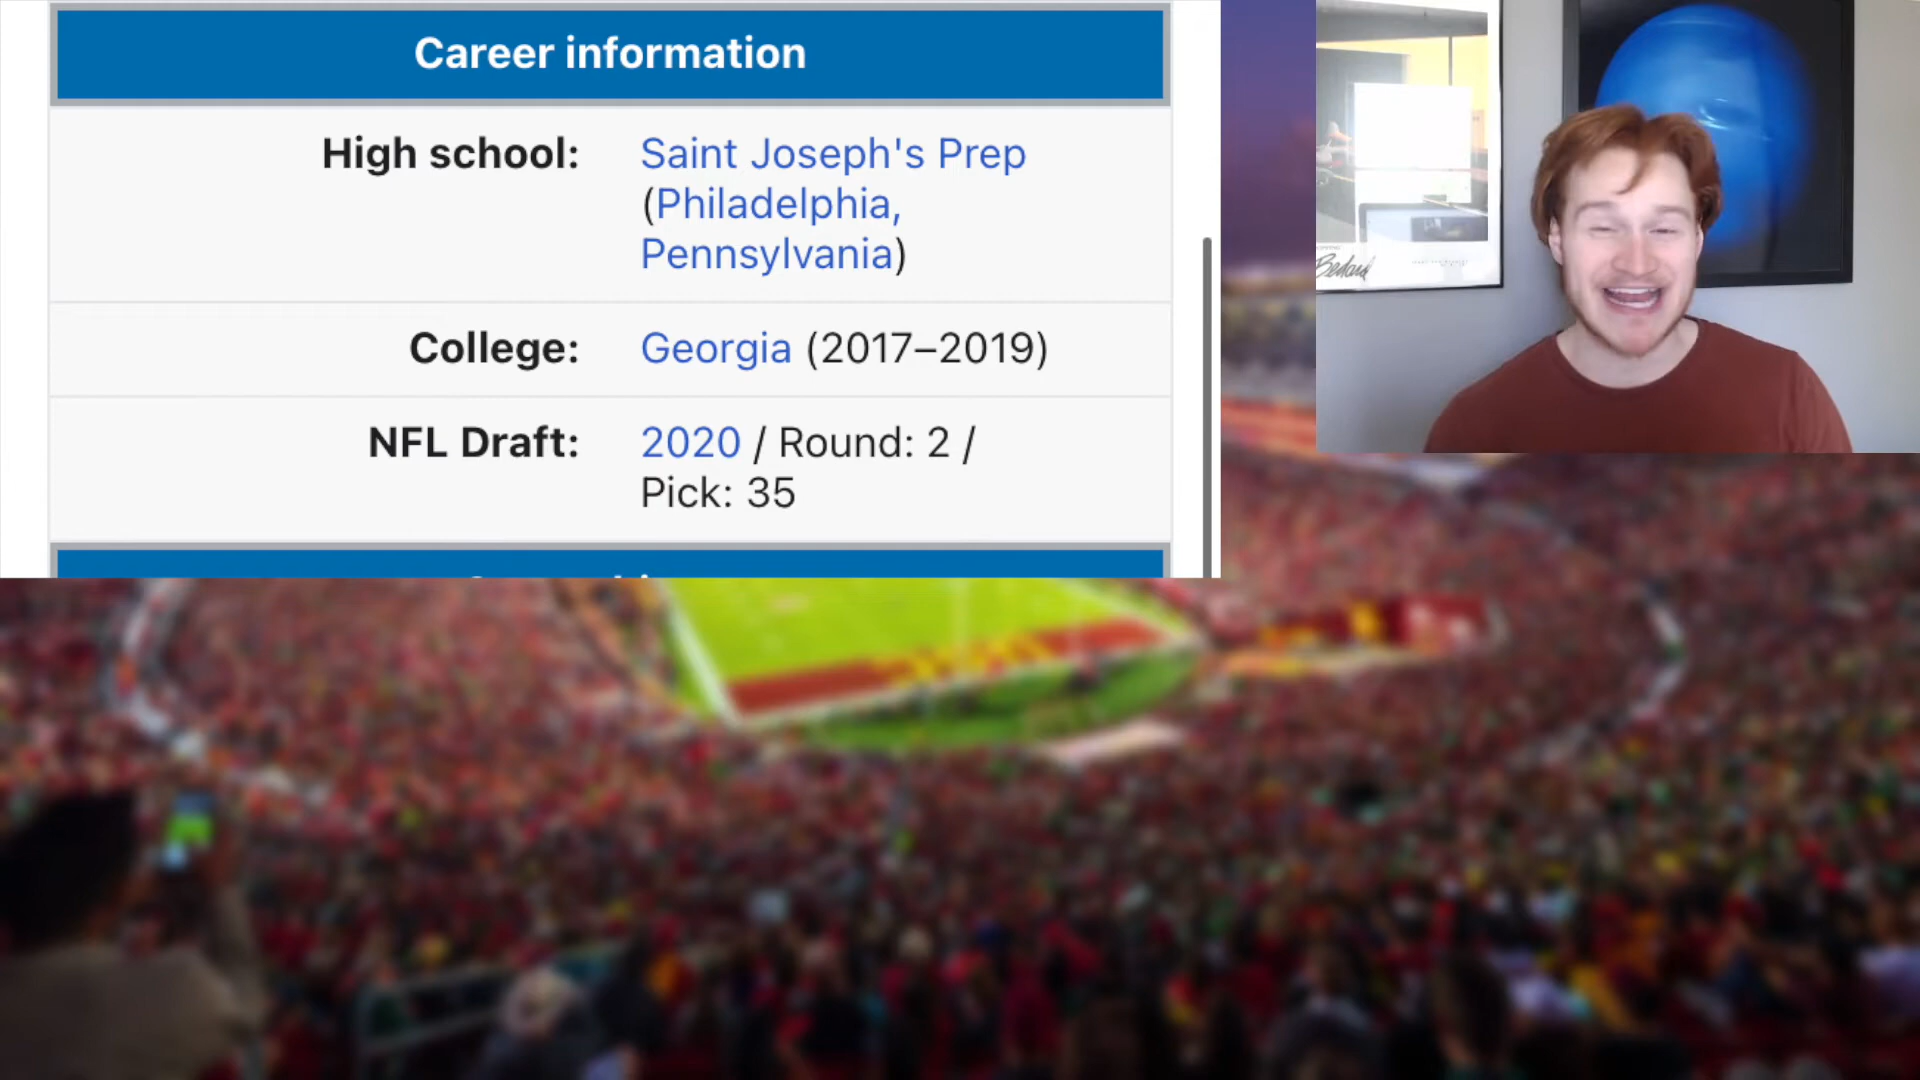 Career information
High school: Saint Joseph's Prep
(Philadelphia,
Pennsylvania)
College: Georgia (2017–2019)
NFL Draft: 2020 / Round: 2 /
Pick: 35
Bedard